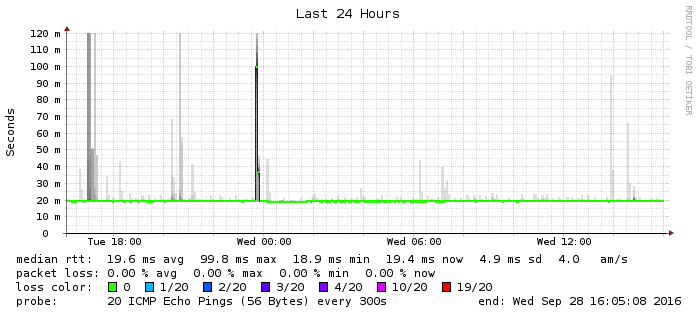 Last 24 Hours
RRDTOOL / TOBI OETIKER
Seconds
120 m
110 m
100 m
90 m
80 m
70 m
60 m
50 m
40 m
30 m
20 m
10 m
0
Tue 18:00 Wed 00:00 Wed 06:00 Wed 12:00
median rtt: 19.6 ms avg 99.8 ms max 18.9 ms min 19.4 ms now 4.9 ms sd 4.0 am/s
packet loss: 0.00 % avg 0.00 % max 0.00 % min 0.00 % now
loss color: 0 1/20 2/20 3/20 4/20 10/20 19/20
probe: 20 ICMP Echo Pings (56 Bytes) every 300s end: Wed Sep 28 16:05:08 2016